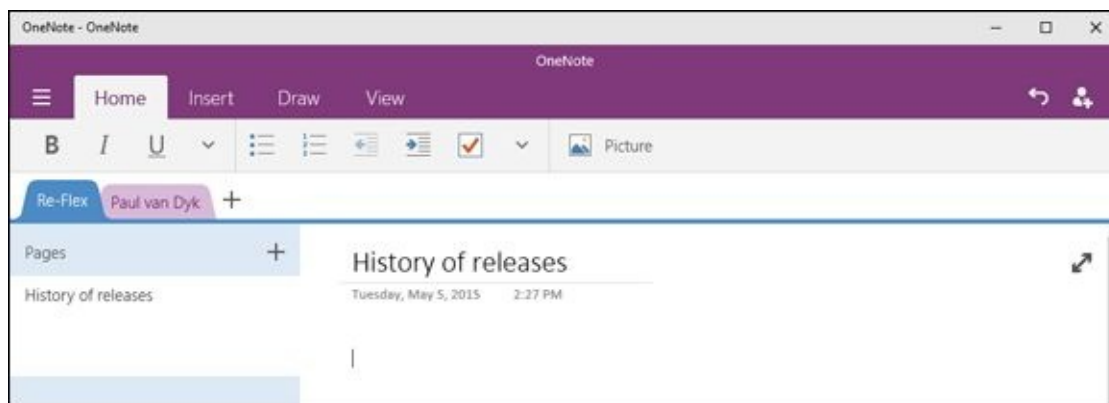 OneNote - OneNote
OneNote
Home Insert Draw View
B I U Picture
Re-Flex Paul van Dyk +
Pages +
History of releases
History of releases
Tuesday, May 5, 2015 2:27 PM